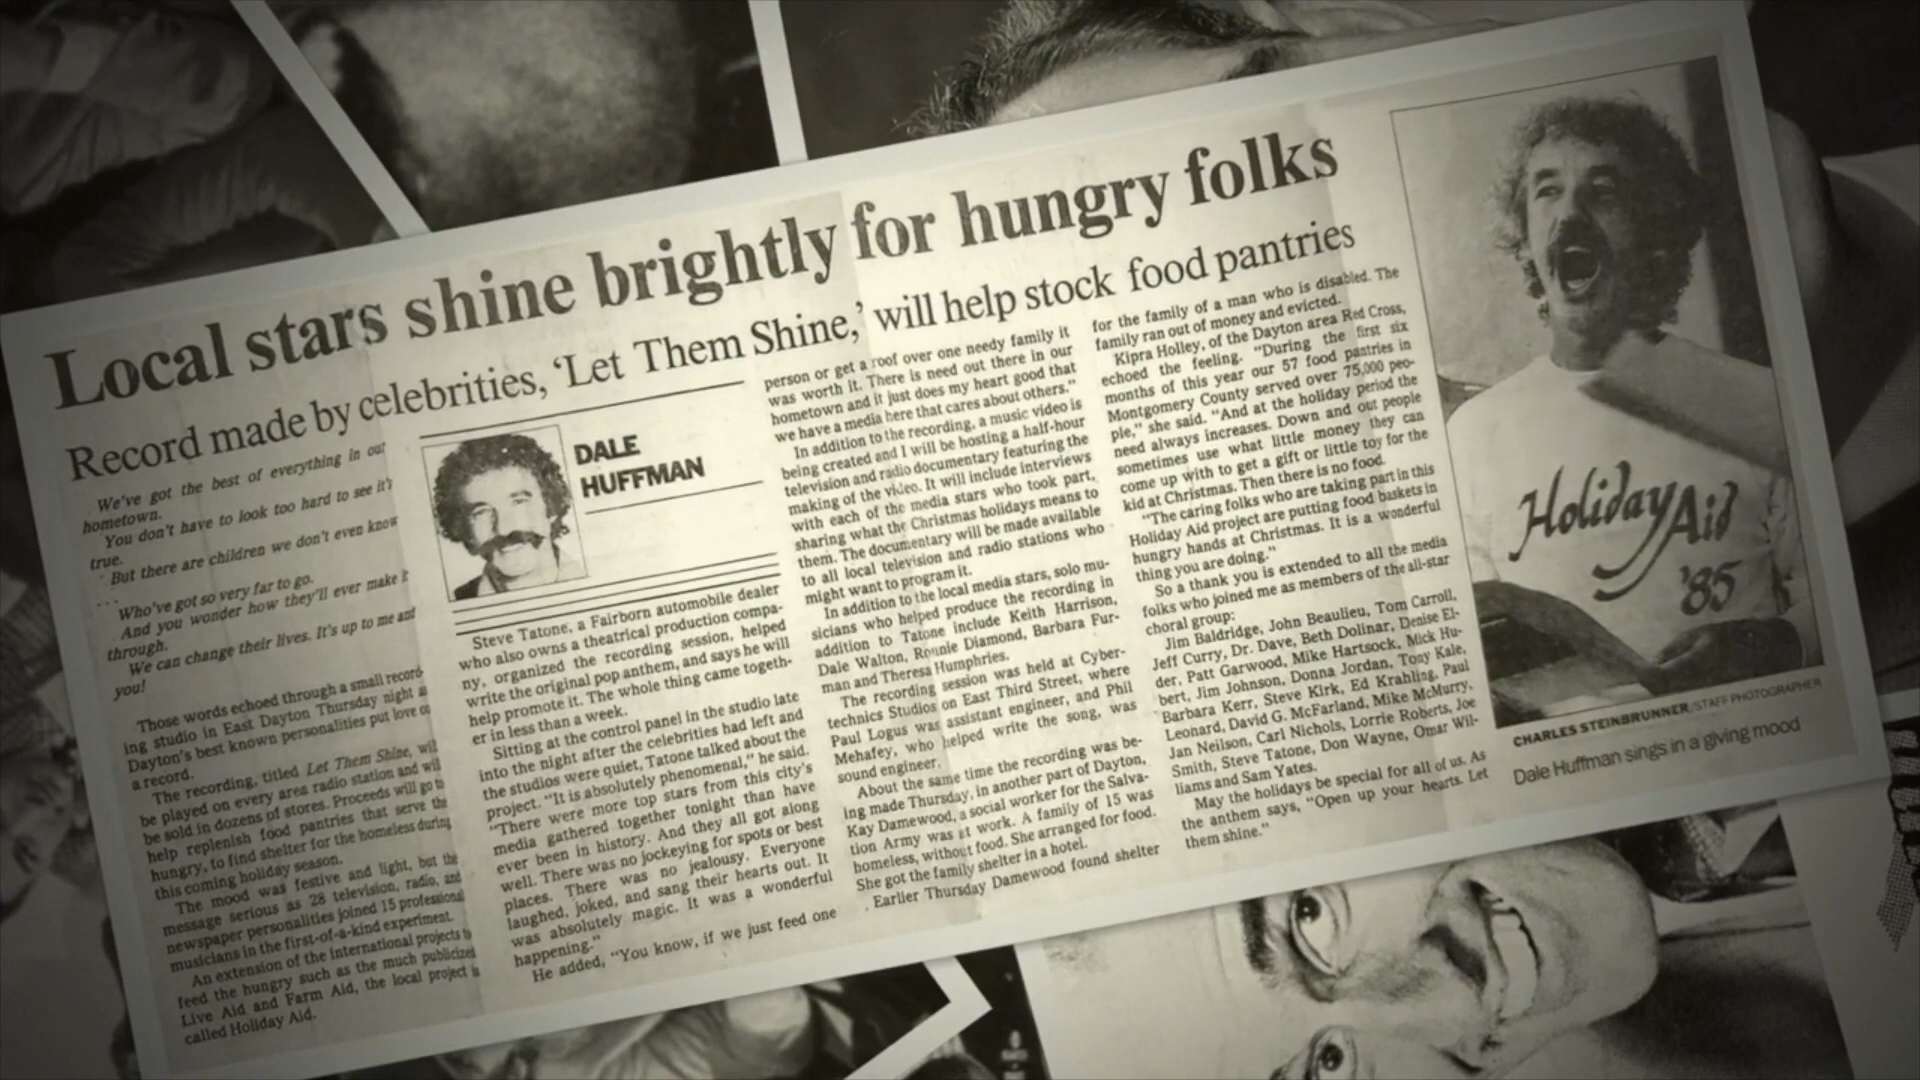 Local stars shine brightly for hungry folks
Record made by celebrities, ‘Let Them Shine,’ will help stock food pantries
We've got the best of everything in out
hometown.
You don't have to look too hard to see it's
true.
But there are children we don't even know
. . .
Who've got so very far to go.
And you wonder how they'll ever make it
through.
We can change their lives. It's up to me and
you!
Those words echoed through a small record-
ing studio in East Dayton Thursday night as
Dayton's best known personalities put love on
a record.
The recording, titled Let Them Shine, will
be played on every area radio station and will
be sold in dozens of stores. Proceeds will go to
help replenish food pantries that serve the
hungry, to find shelter for the homeless during
this coming holiday season.
The mood was festive and light, but the
message serious as 28 television, radio, and
newspaper personalities joined 15 professional
musicians in the first-of-a-kind experiment.
An extension of the international projects to
feed the hungry such as the much publicized
Live Aid and Farm Aid, the local project is
called Holiday Aid.
DALE
HUFFMAN
Steve Tatone, a Fairborn automobile dealer
who also owns a theatrical production compa-
ny, organized the recording session, helped
write the original pop anthem, and says he will
help promote it. The whole thing came togeth-
er in less than a week.
Sitting at the control panel in the studio late
into the night after the celebrities had left and
the studios were quiet, Tatone talked about the
project. “It is absolutely phenomenal,” he said.
“There were more top stars from this city's
media gathered together tonight than have
ever been in history. And they all got along
well. There was no jockeying for spots or best
places. There was no jealousy. Everyone
laughed, joked, and sang their hearts out. It
was absolutely magic. It was a wonderful
happening.”
He added, “You know, if we just feed one
person or get a roof over one needy family it
was worth it. There is need out there in our
hometown and it just does my heart good that
we have a media here that cares about others.”
In addition to the recording, a music video is
being created and I will be hosting a half-hour
television and radio documentary featuring the
making of the video. It will include interviews
with each of the media stars who took part,
sharing what the Christmas holidays means to
them. The documentary will be made available
to all local television and radio stations who
might want to program it.
In addition to the local media stars, solo mu-
sicians who helped produce the recording in
addition to Tatone include Keith Harrison,
Dale Walton, Ronnie Diamond, Barbara Fur-
man and Theresa Humphries.
The recording session was held at Cyber-
technics Studios on East Third Street, where
Paul Logus was assistant engineer, and Phil
Mehafey, who helped write the song, was
sound engineer.
About the same time the recording was be-
ing made Thursday, in another part of Dayton,
Kay Damewood, a social worker for the Salva-
tion Army was at work. A family of 15 was
homeless, without food. She arranged for food.
She got the family shelter in a hotel.
Earlier Thursday Damewood found shelter
for the family of a man who is disabled. The
family ran out of money and evicted.
Kipra Holley, of the Dayton area Red Cross,
echoed the feeling. “During the first six
months of this year our 57 food pastries in
Montgomery County served over 75,000 peo-
ple,” she said. “And at the holiday period the
need always increases. Down and out people
sometimes use what little money they can
come up with to get a gift or little toy for the
kid at Christmas. Then there is no food.
“The caring folks who are taking part in this
Holiday Aid project are putting food baskets in
hungry hands at Christmas. It is a wonderful
thing you are doing.”
So a thank you is extended to all the media
folks who joined me as members of the all-star
choral group:
Jim Baldridge, John Beaulieu, Tom Carroll,
Jeff Curry, Dr. Dave, Beth Dolinar, Denise El-
der, Patt Garwood, Mike Hartsock, Mick Hu-
bert, Jim Johnson, Donna Jordan, Tony Kale,
Barbara Kerr, Steve Kirk, Ed Krahling, Paul
Leonard, David G. McFarland, Mike McMurry,
Jan Neilson, Carl Nichols, Lorrie Roberts, Joe
Smith, Steve Tatone, Don Wayne, Omar Wil-
liams and Sam Yates.
May the holidays be special for all of us. As
the anthem says, “Open up your hearts. Let
them shine.”
Holiday Aid
'85
CHARLES STEINBRUNNER/STAFF PHOTOGRAPHER
Dale Huffman sings in a giving mood